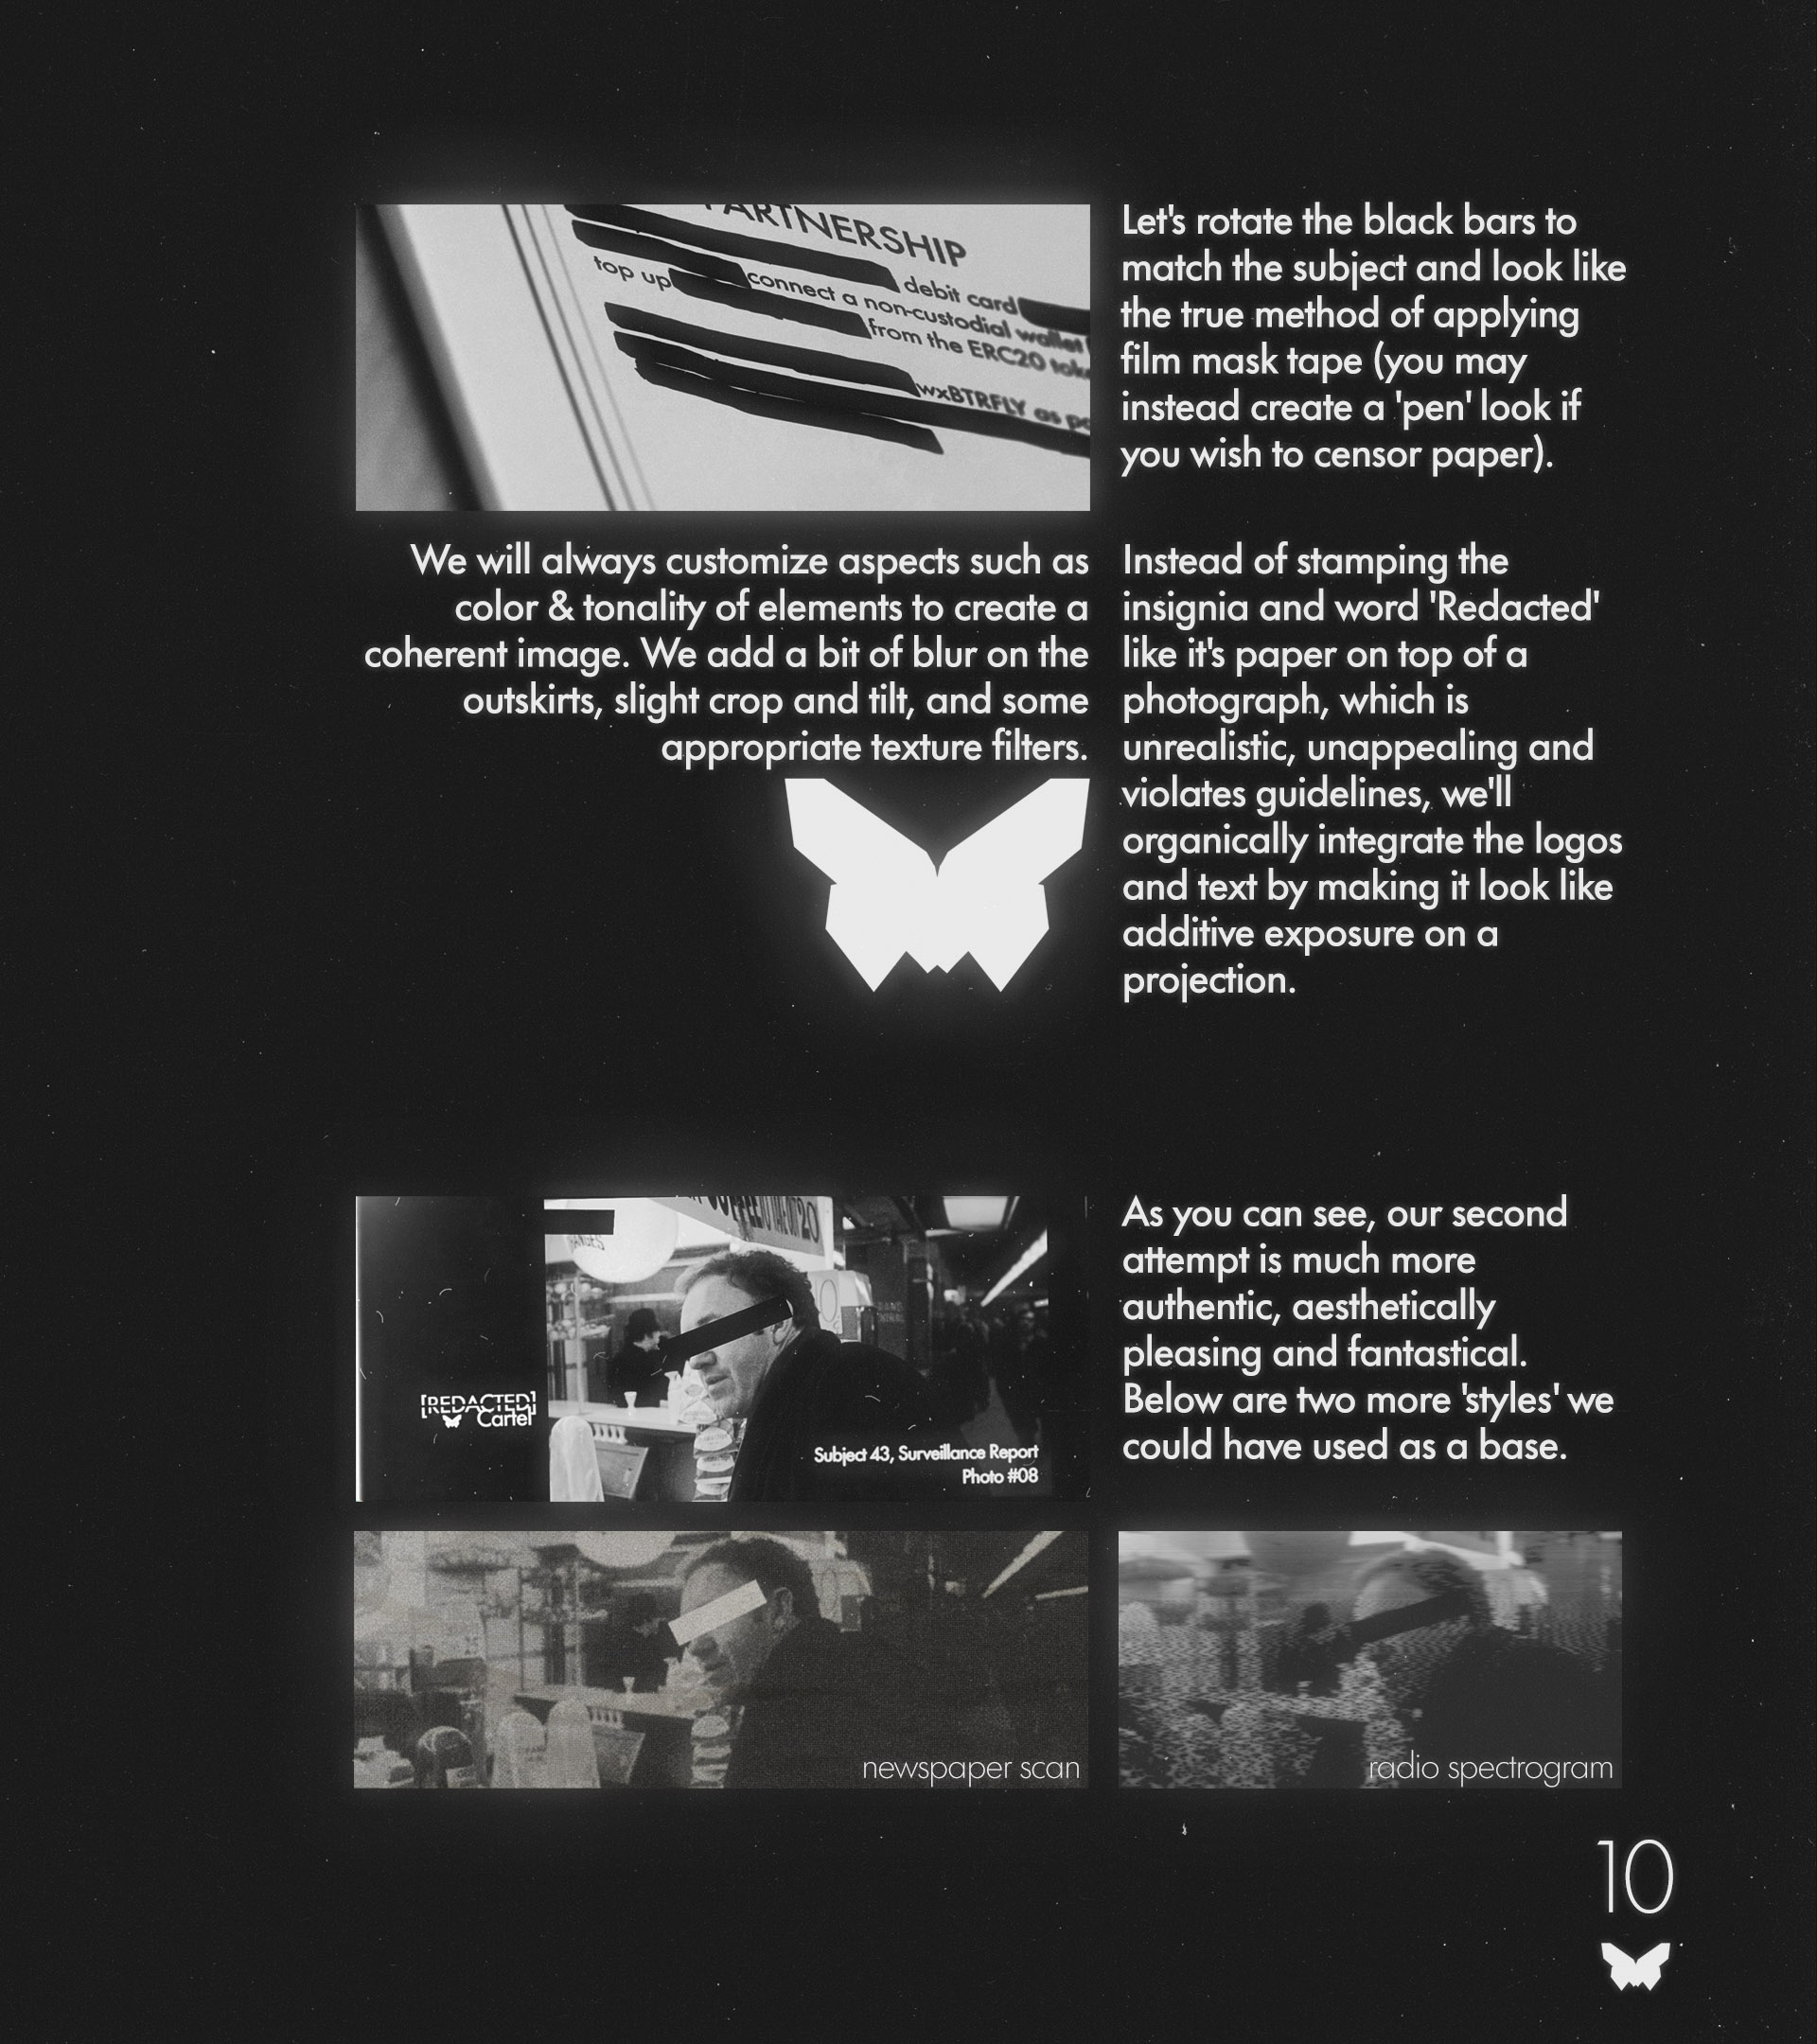 PARTNERSHIP
debit card
top up connect a non-custodial wallet
from the ERC20
wxBTRFLY as
Let's rotate the black bars to
match the subject and look like
the true method of applying
film mask tape (you may
instead create a 'pen' look if
you wish to censor paper).
We will always customize aspects such as
color & tonality of elements to create a
coherent image. We add a bit of blur on the
outskirts, slight crop and tilt, and some
appropriate texture filters.
Instead of stamping the
insignia and word 'Redacted'
like it's paper on top of a
photograph, which is
unrealistic, unappealing and
violates guidelines, we'll
organically integrate the logos
and text by making it look like
additive exposure on a
projection.
[REDACTED]
Cartel
Subject 43, Surveillance Report
Photo #08
As you can see, our second
attempt is much more
authentic, aesthetically
pleasing and fantastical.
Below are two more 'styles' we
could have used as a base.
newspaper scan
radio spectrogram
10